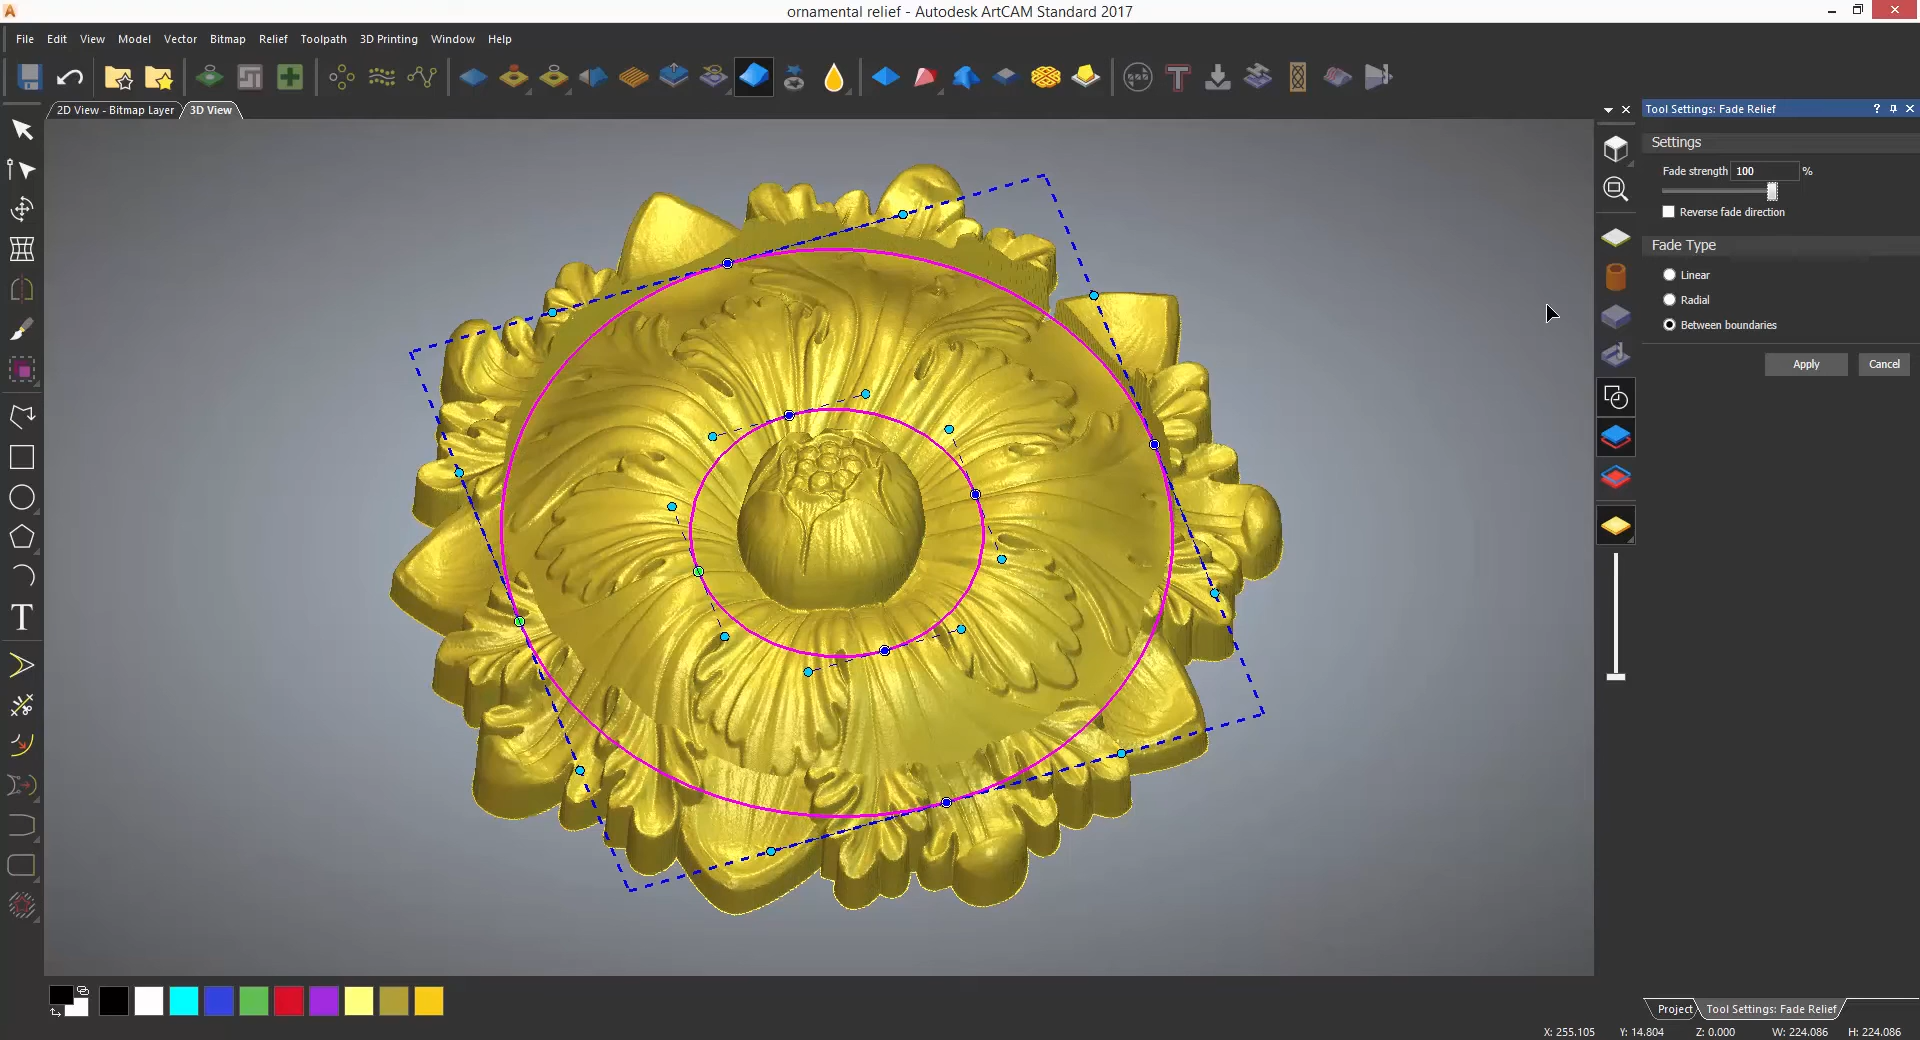 ornamental relief - Autodesk ArtCAM Standard 2017
File Edit View Model Vector Bitmap Relief Toolpath 3D Printing Window Help
2D View - Bitmap Layer 3D View
Tool Settings: Fade Relief
Settings
Fade strength 100 %
Reverse fade direction
Fade Type
Linear
Radial
Between boundaries
Apply Cancel
Project Tool Settings: Fade Relief
X: 255.105 Y: 14.804 Z: 0.000 W: 224.086 H: 224.086